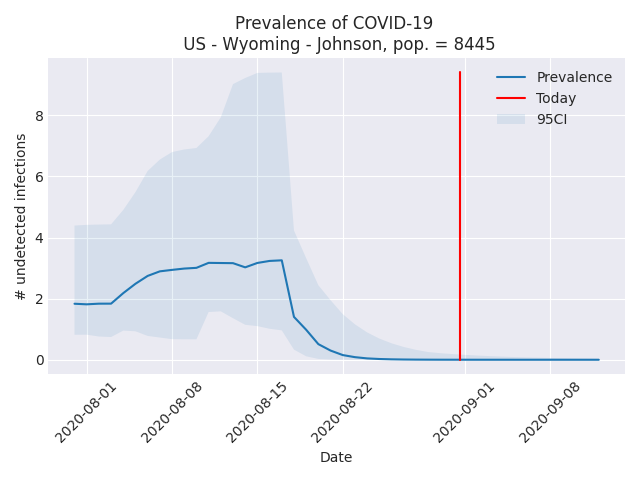 Prevalence of COVID-19
US - Wyoming - Johnson, pop. = 8445
Prevalence
Today
95CI
# undetected infections
8
6
4
2
0
2020-08-01
2020-08-08
2020-08-15
2020-08-22
2020-09-01
2020-09-08
Date